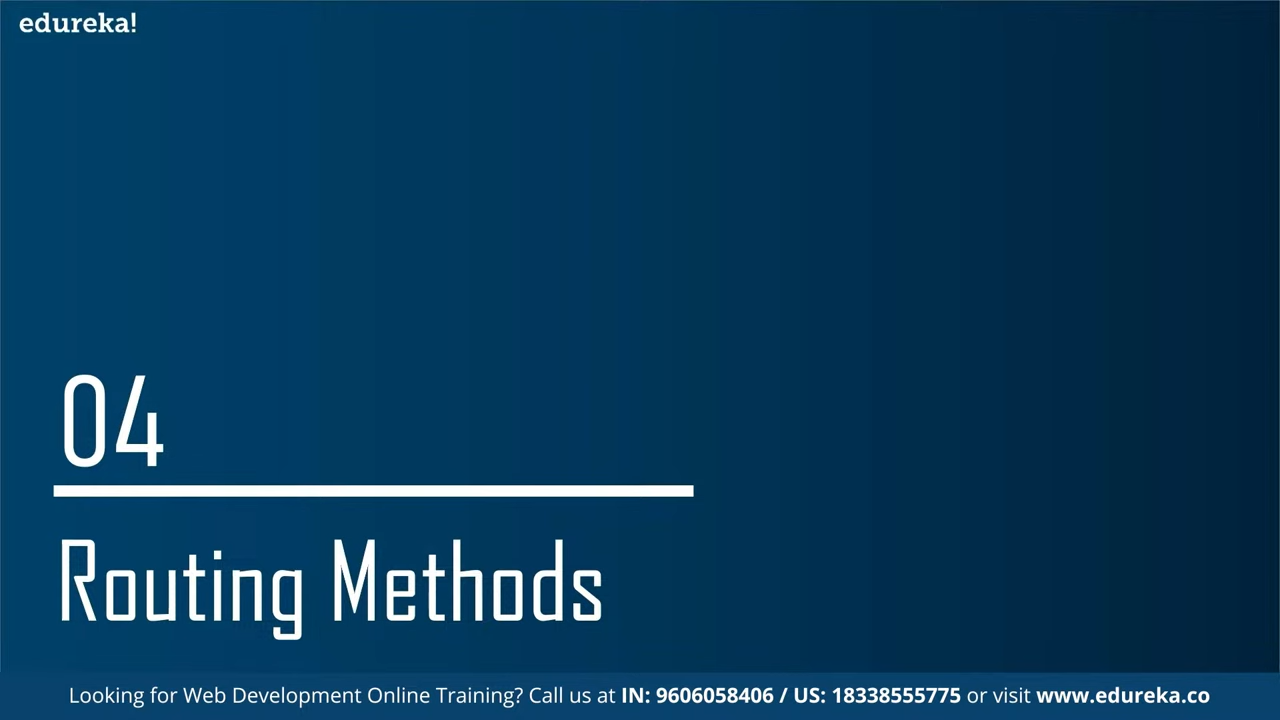 edureka!
04
Routing Methods
Looking for Web Development Online Training? Call us at IN: 9606058406 / US: 18338555775 or visit www.edureka.co